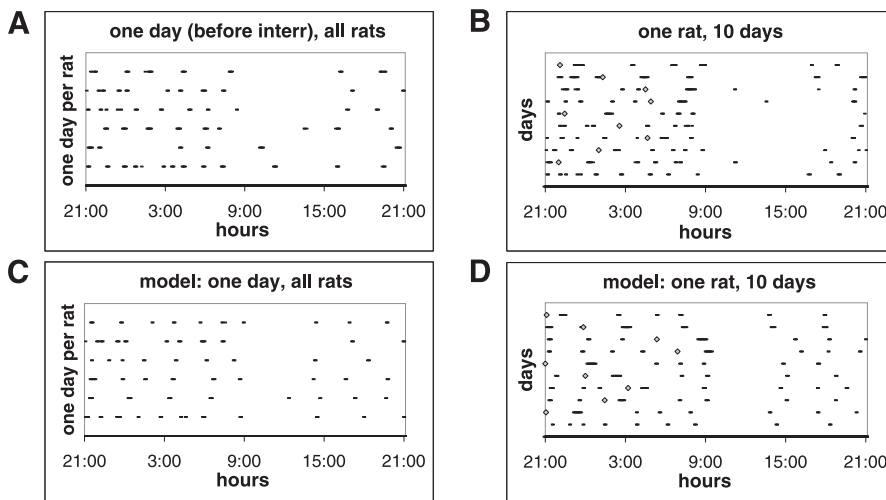 A
one day (before interr), all rats
one day per rat
21:00 3:00 9:00 15:00 21:00
hours
B
one rat, 10 days
days
21:00 3:00 9:00 15:00 21:00
hours
C
model: one day, all rats
one day per rat
21:00 3:00 9:00 15:00 21:00
hours
D
model: one rat, 10 days
days
21:00 3:00 9:00 15:00 21:00
hours